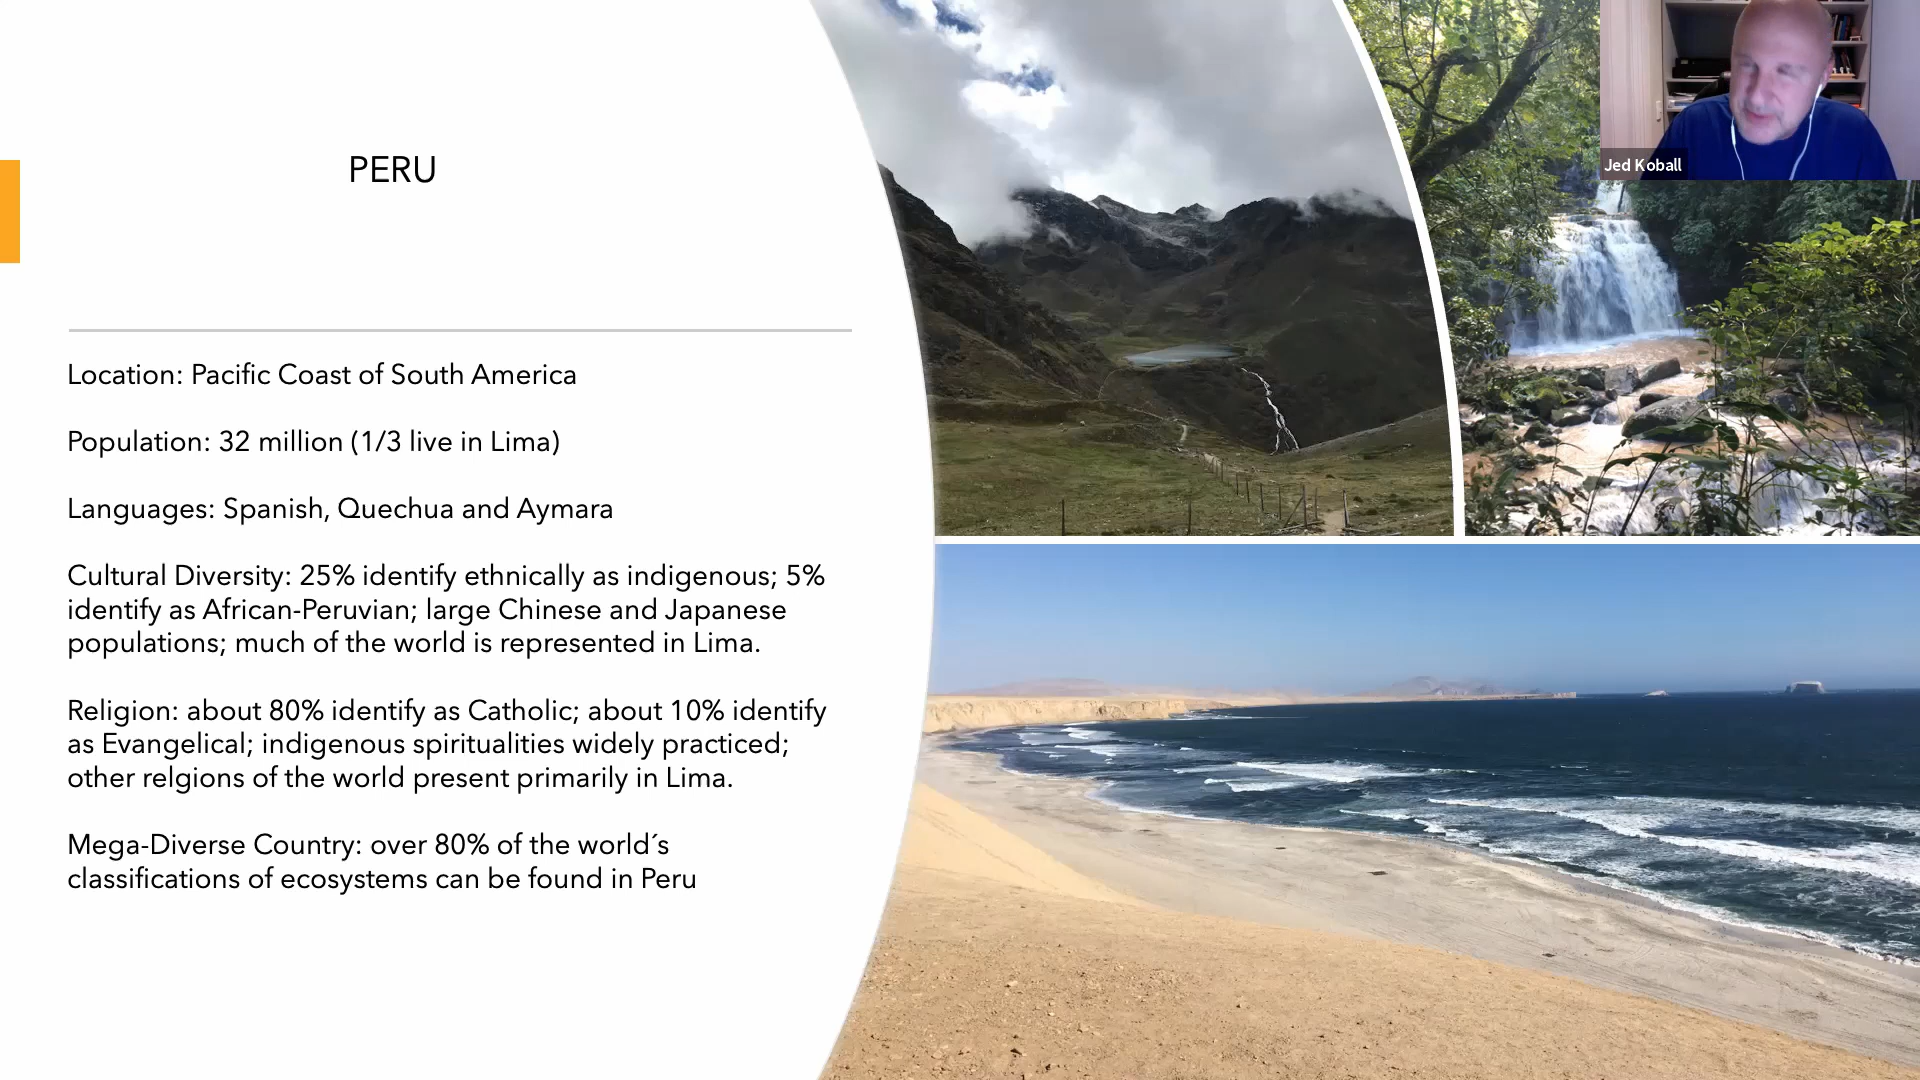 PERU
Jed Koball
Location: Pacific Coast of South America
Population: 32 million (1/3 live in Lima)
Languages: Spanish, Quechua and Aymara
Cultural Diversity: 25% identify ethnically as indigenous; 5%
identify as African-Peruvian; large Chinese and Japanese
populations; much of the world is represented in Lima.
Religion: about 80% identify as Catholic; about 10% identify
as Evangelical; indigenous spiritualities widely practiced;
other relgions of the world present primarily in Lima.
Mega-Diverse Country: over 80% of the world´s
classifications of ecosystems can be found in Peru